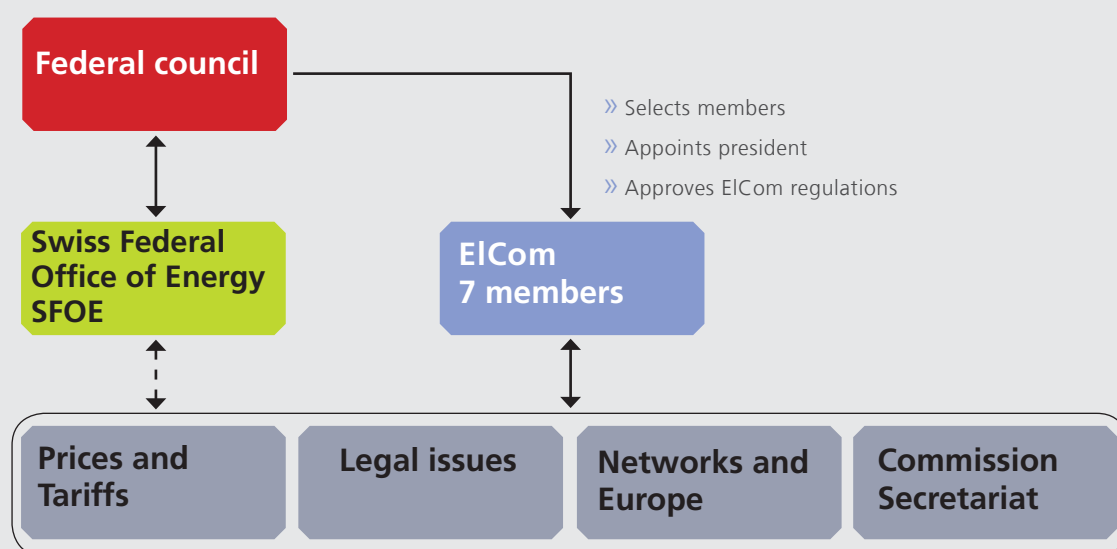 Federal council
» Selects members
» Appoints president
» Approves ElCom regulations
Swiss Federal
Office of Energy
SFOE
ElCom
7 members
Prices and
Tariffs
Legal issues
Networks and
Europe
Commission
Secretariat